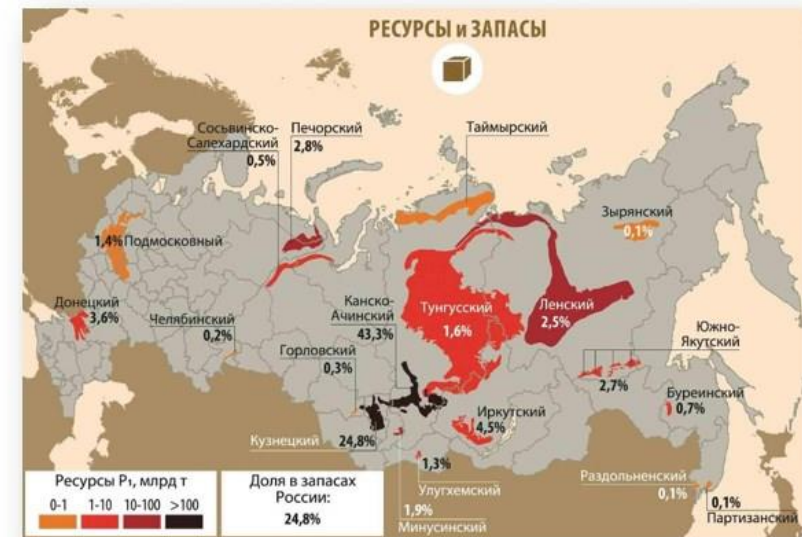 РЕСУРСЫ и ЗАПАСЫ
Сосьвинско-
Салехардский
0,5%
Печорский
2,8%
Таймырский
Зырянский
0,1%
1,4% Подмосковный
Донецкий
3,6%
Челябинский
0,2%
Канско-
Ачинский
43,3%
Тунгусский
1,6%
Ленский
2,5%
Южно-
Якутский
2,7%
Горловский
0,3%
Буреинский
0,7%
Иркутский
4,5%
Кузнецкий
24,8%
1,3%
Улугхемский
1,9%
Минусинский
Раздольненский
0,1%
0,1%
Партизанский
Ресурсы P₁, млрд т
0-1 1-10 10-100 >100
Доля в запасах
России:
24,8%